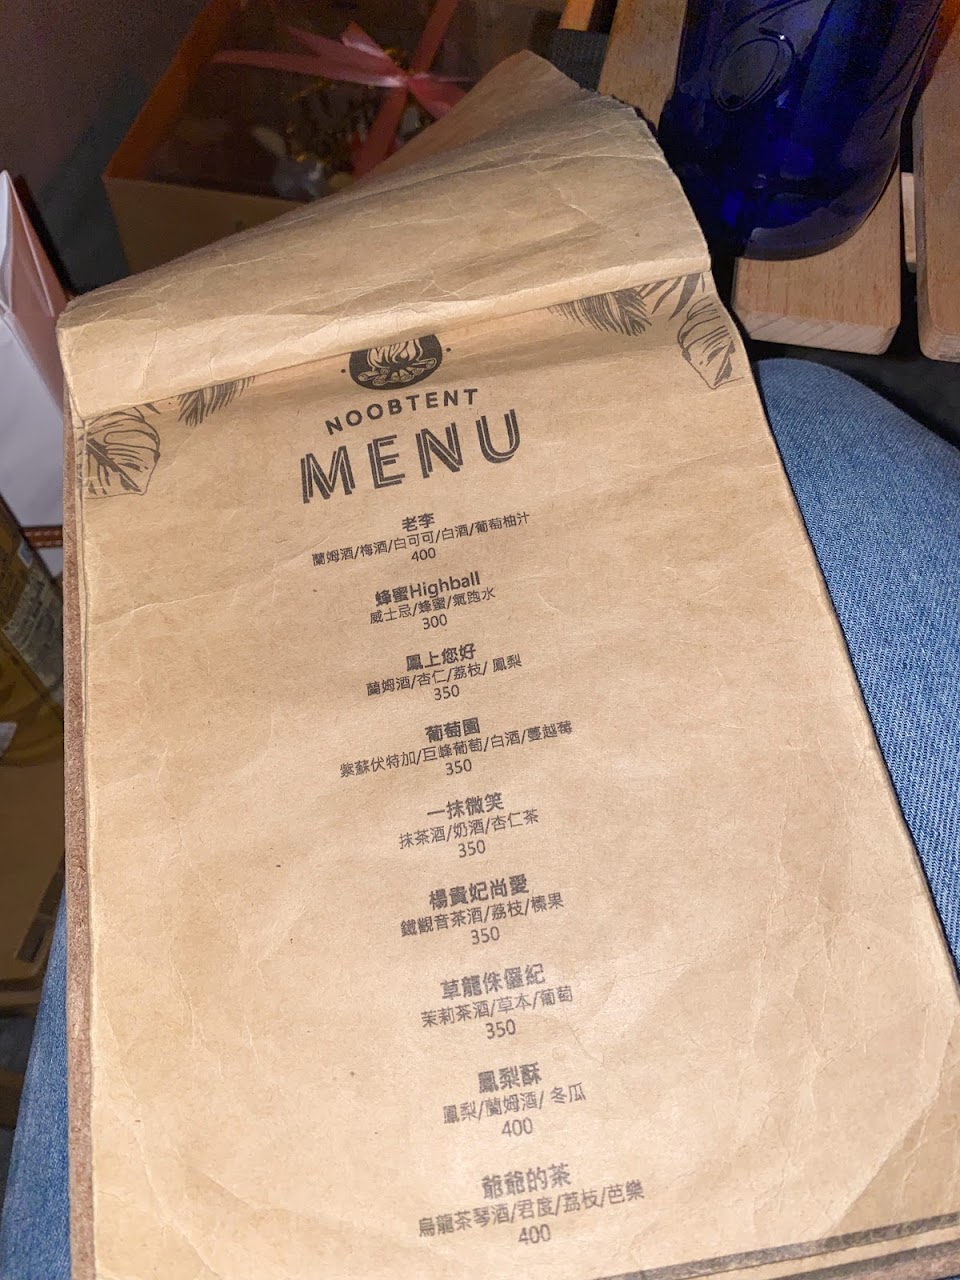 NOOBTENT
MENU
老李
蘭姆酒/梅酒/白可可/白酒/葡萄柚汁
400
蜂蜜Highball
威士忌/蜂蜜/氣跑水
300
鳳上您好
蘭姆酒/杏仁/荔枝/ 鳳梨
350
葡萄園
紫蘇伏特加/巨峰葡萄/白酒/蔓越莓
350
一抹微笑
抹茶酒/奶酒/杏仁茶
350
楊貴妃尚愛
鐵觀音茶酒/荔枝/榛果
350
草龍侏儸紀
茉莉茶酒/草本/葡萄
350
鳳梨酥
鳳梨/蘭姆酒/ 冬瓜
400
爺爺的茶
烏龍茶琴酒/君度/荔枝/芭樂
400